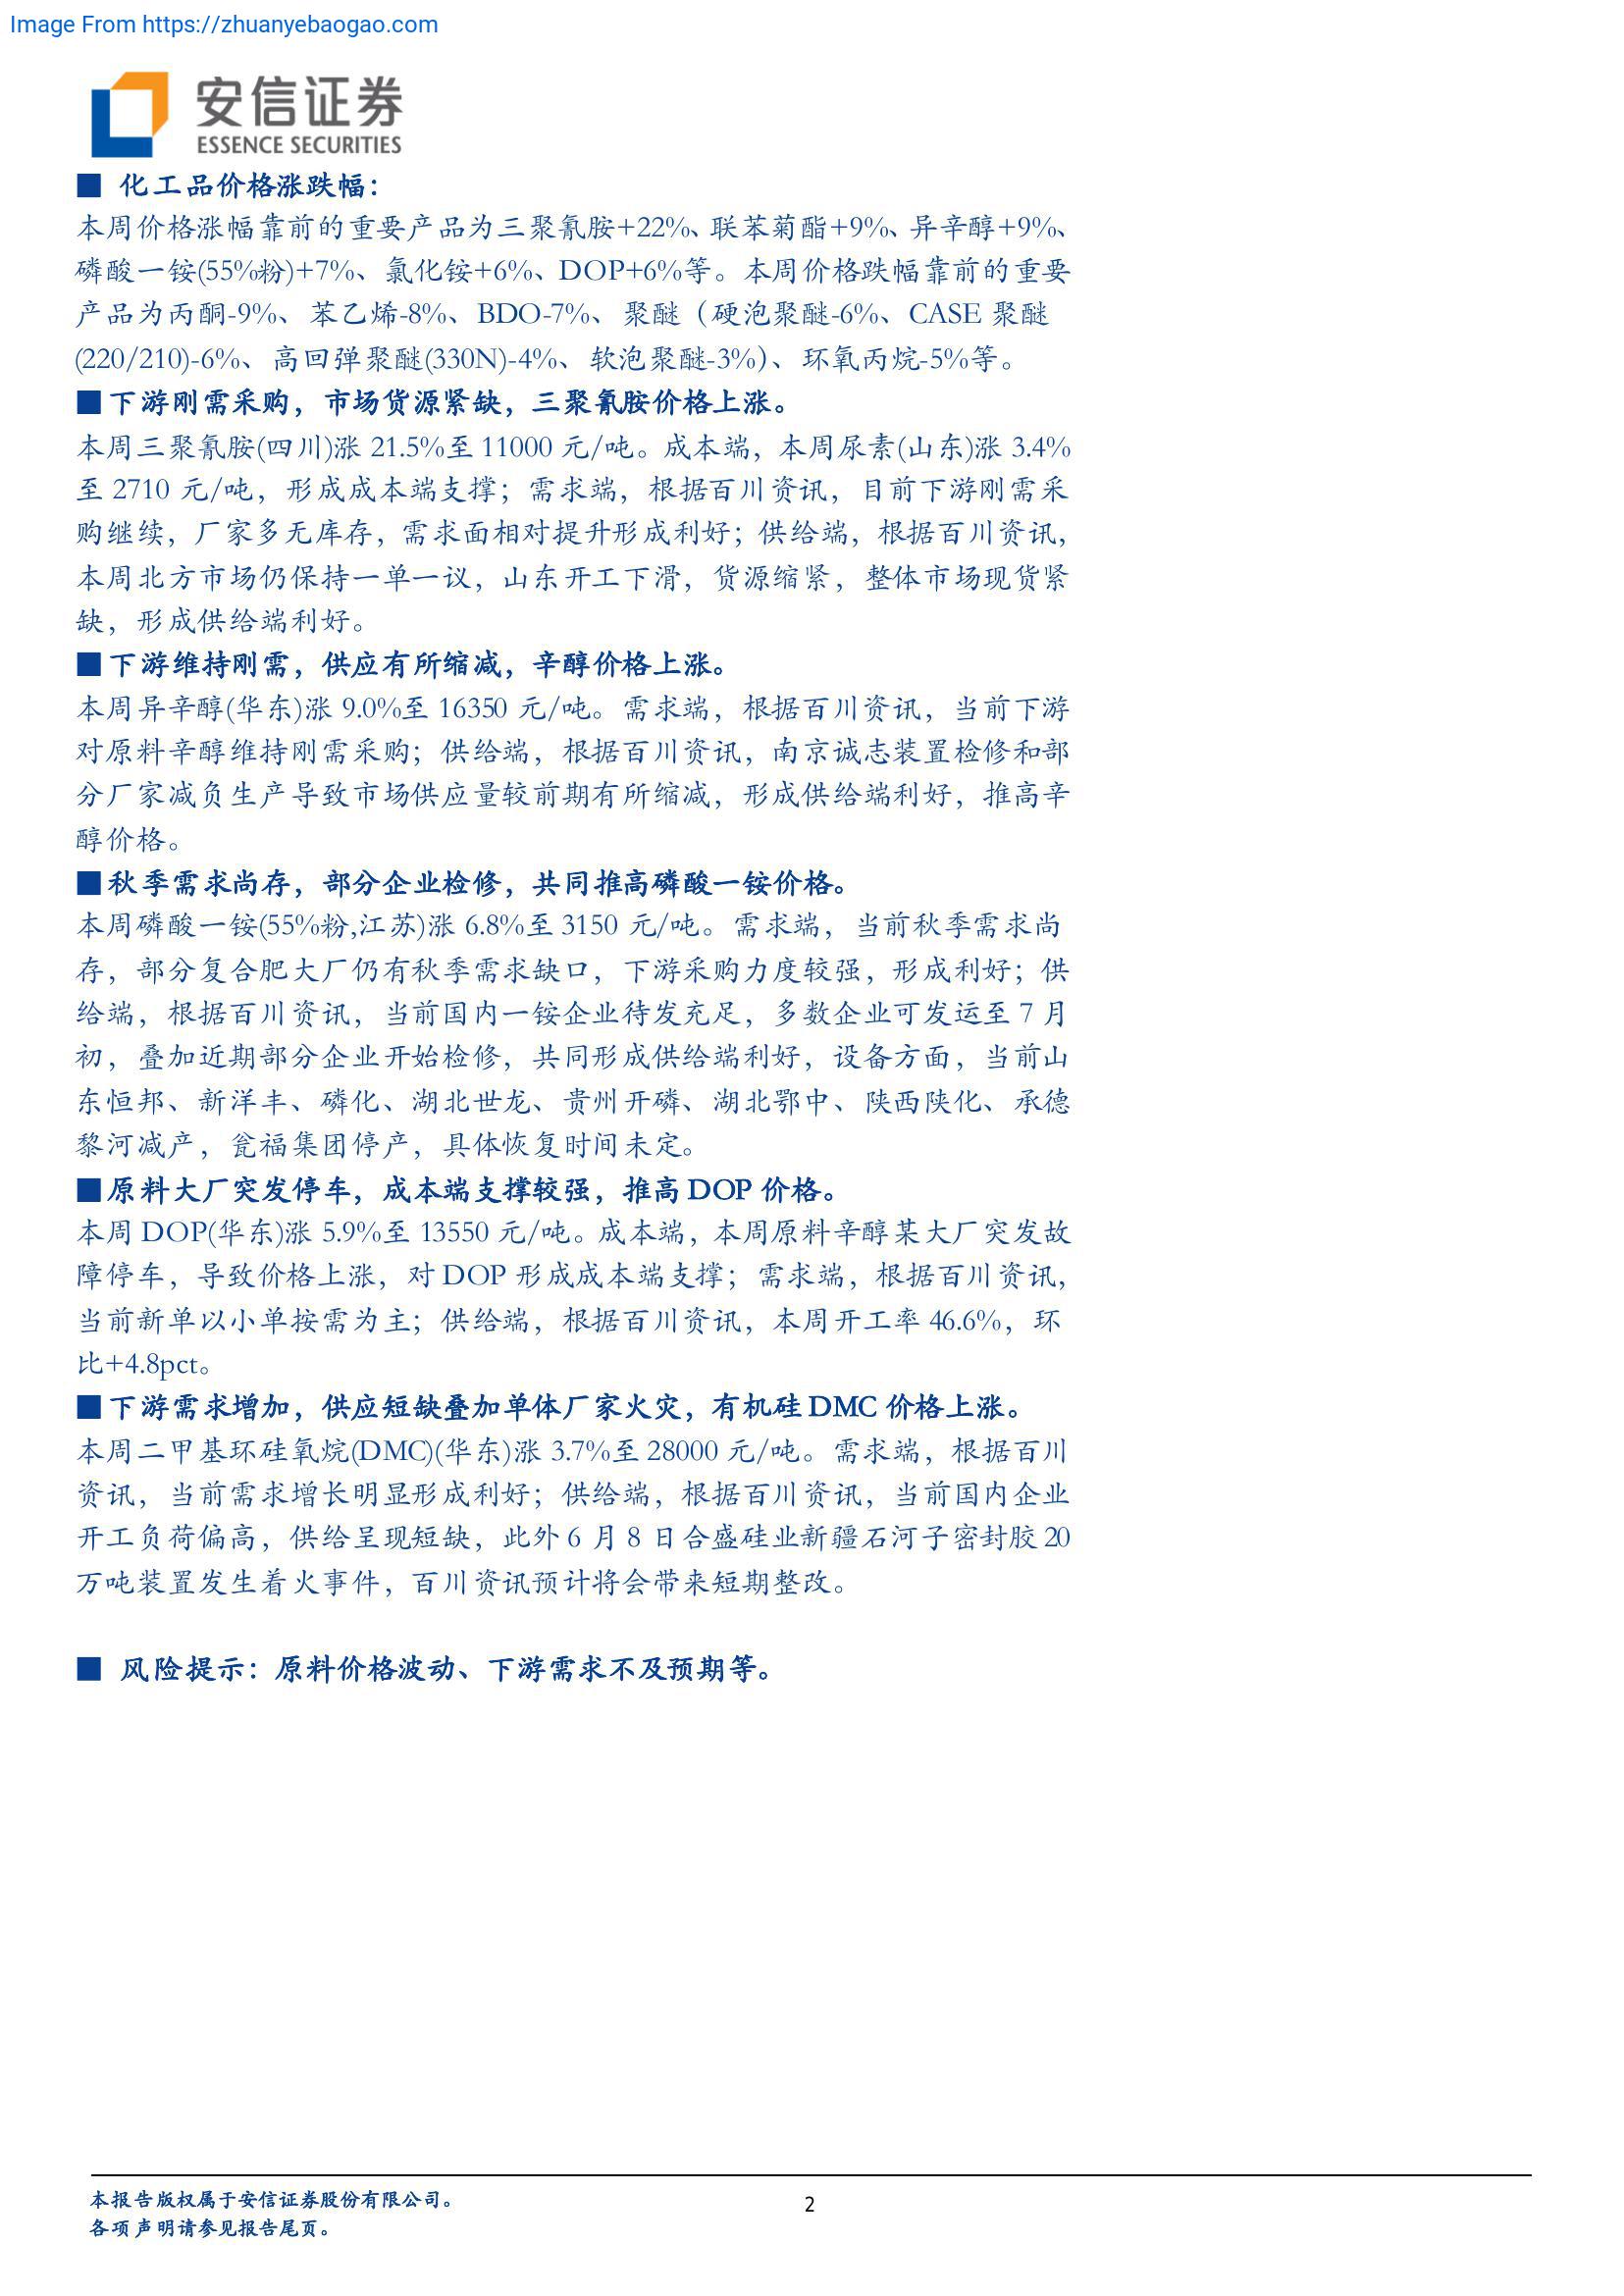 Image From https://zhuanyebaogao.com
安信证券
ESSENCE SECURITIES
■ 化工品价格涨跌幅：
本周价格涨幅靠前的重要产品为三聚氰胺+22%、联苯菊酯+9%、异辛醇+9%、
磷酸一铵(55%粉)+7%、氯化铵+6%、DOP+6%等。本周价格跌幅靠前的重要
产品为丙酮-9%、苯乙烯-8%、BDO-7%、聚醚（硬泡聚醚-6%、CASE 聚醚
(220/210)-6%、高回弹聚醚(330N)-4%、软泡聚醚-3%)、环氧丙烷-5%等。
■下游刚需采购，市场货源紧缺，三聚氰胺价格上涨。
本周三聚氰胺(四川)涨 21.5%至 11000 元/吨。成本端，本周尿素(山东)涨 3.4%
至 2710 元/吨，形成成本端支撑；需求端，根据百川资讯，目前下游刚需采
购继续，厂家多无库存，需求面相对提升形成利好；供给端，根据百川资讯，
本周北方市场仍保持一单一议，山东开工下滑，货源缩紧，整体市场现货紧
缺，形成供给端利好。
■下游维持刚需，供应有所缩减，辛醇价格上涨。
本周异辛醇(华东)涨 9.0%至 16350 元/吨。需求端，根据百川资讯，当前下游
对原料辛醇维持刚需采购；供给端，根据百川资讯，南京诚志装置检修和部
分厂家减负生产导致市场供应量较前期有所缩减，形成供给端利好，推高辛
醇价格。
■秋季需求尚存，部分企业检修，共同推高磷酸一铵价格。
本周磷酸一铵(55%粉,江苏)涨 6.8%至 3150 元/吨。需求端，当前秋季需求尚
存，部分复合肥大厂仍有秋季需求缺口，下游采购力度较强，形成利好；供
给端，根据百川资讯，当前国内一铵企业待发充足，多数企业可发运至 7 月
初，叠加近期部分企业开始检修，共同形成供给端利好，设备方面，当前山
东恒邦、新洋丰、磷化、湖北世龙、贵州开磷、湖北鄂中、陕西陕化、承德
黎河减产，瓮福集团停产，具体恢复时间未定。
■原料大厂突发停车，成本端支撑较强，推高 DOP 价格。
本周 DOP(华东)涨 5.9%至 13550 元/吨。成本端，本周原料辛醇某大厂突发故
障停车，导致价格上涨，对 DOP 形成成本端支撑；需求端，根据百川资讯，
当前新单以小单按需为主；供给端，根据百川资讯，本周开工率 46.6%，环
比+4.8pct。
■下游需求增加，供应短缺叠加单体厂家火灾，有机硅 DMC 价格上涨。
本周二甲基环硅氧烷(DMC)(华东)涨 3.7%至 28000 元/吨。需求端，根据百川
资讯，当前需求增长明显形成利好；供给端，根据百川资讯，当前国内企业
开工负荷偏高，供给呈现短缺，此外 6 月 8 日合盛硅业新疆石河子密封胶 20
万吨装置发生着火事件，百川资讯预计将会带来短期整改。
■ 风险提示：原料价格波动、下游需求不及预期等。
本报告版权属于安信证券股份有限公司。
2
各项声明请参见报告尾页。